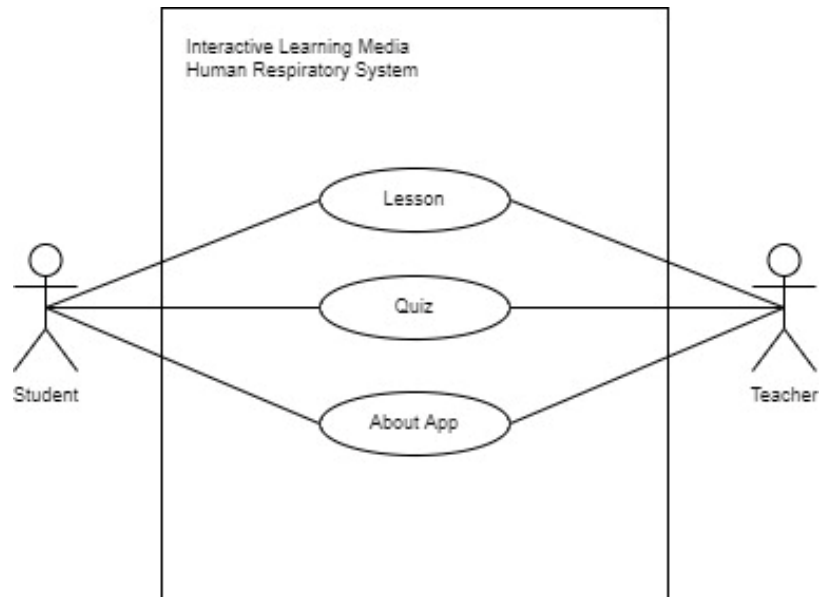 Interactive Learning Media
Human Respiratory System
Lesson
Quiz
About App
Student
Teacher